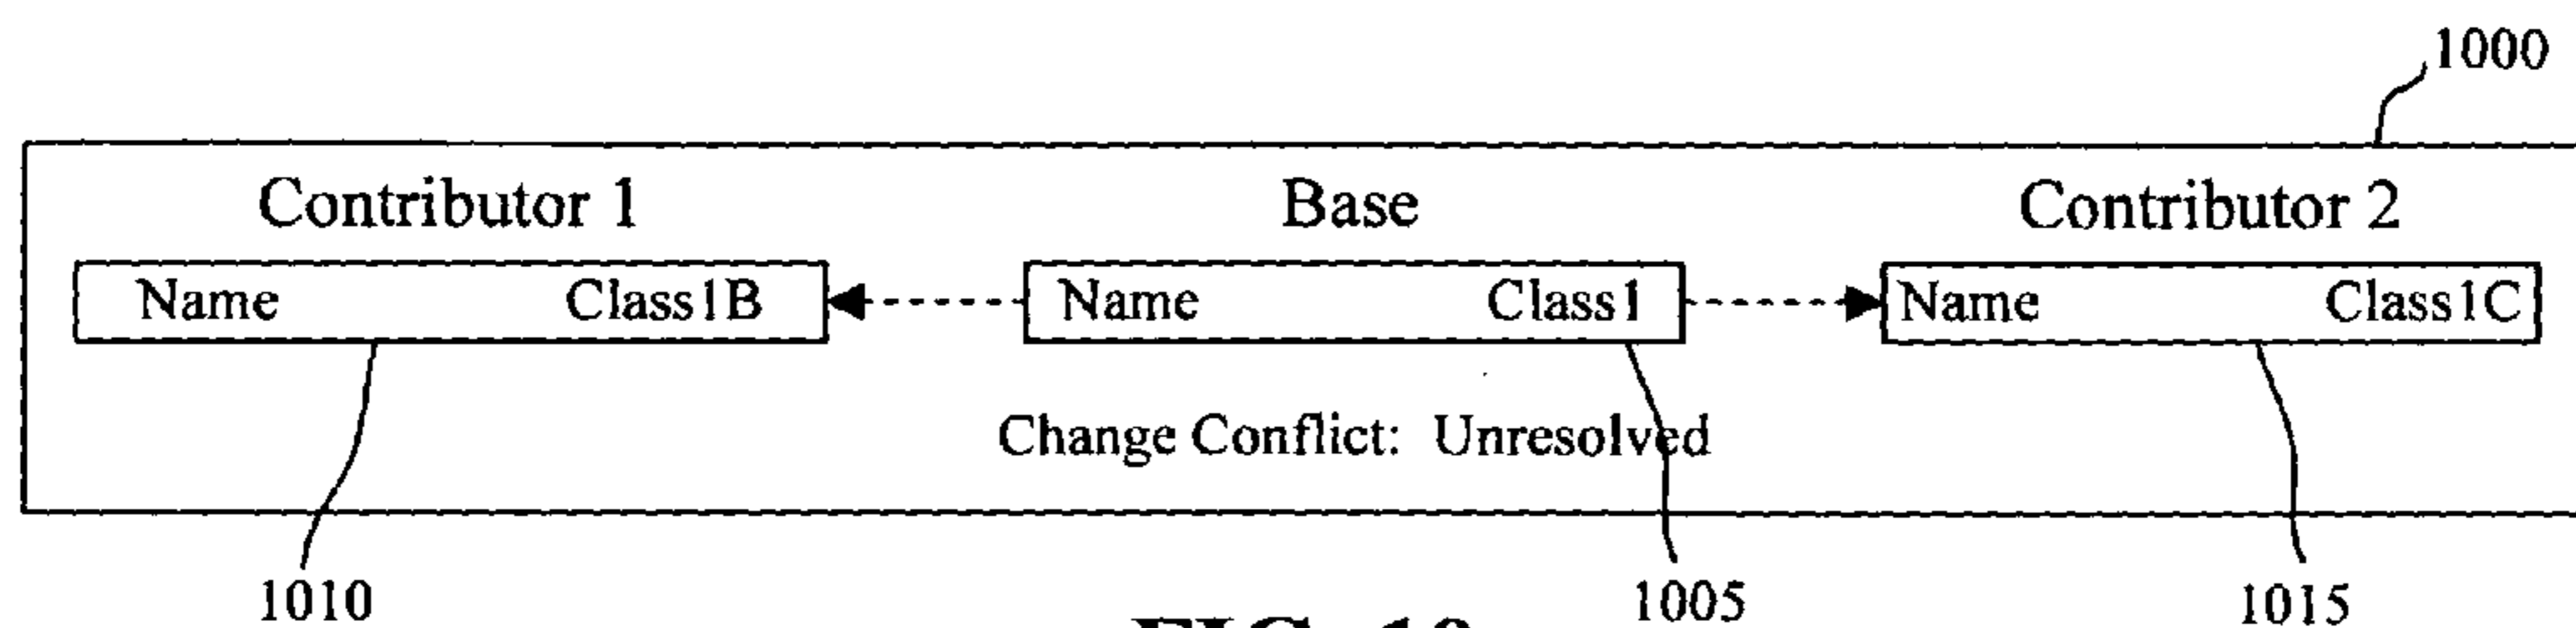 1000
Contributor 1 Base Contributor 2
Name Class1B Name Class1 Name Class1C
Change Conflict: Unresolved
1010 1005 1015